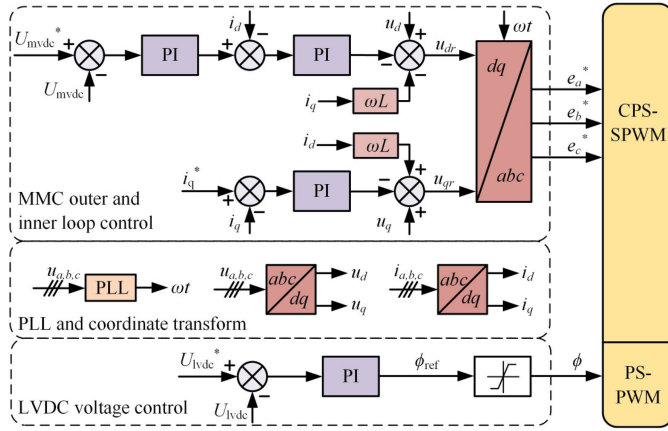 i_d
u_d
ωt
U_mvdc*
+
−
PI
+
−
PI
−
+
−
u_dr
dq
abc
U_mvdc
i_q
ωL
i_d
ωL
e_a*
e_b*
e_c*
CPS-
SPWM
i_q*
+
−
PI
−
+
+
u_qr
i_q
u_q
MMC outer and
inner loop control
u_a,b,c
PLL
ωt
u_a,b,c
abc
dq
u_d
u_q
i_a,b,c
abc
dq
i_d
i_q
PLL and coordinate transform
U_lvdc*
+
−
PI
ϕ_ref
ϕ
PS-
PWM
U_lvdc
LVDC voltage control